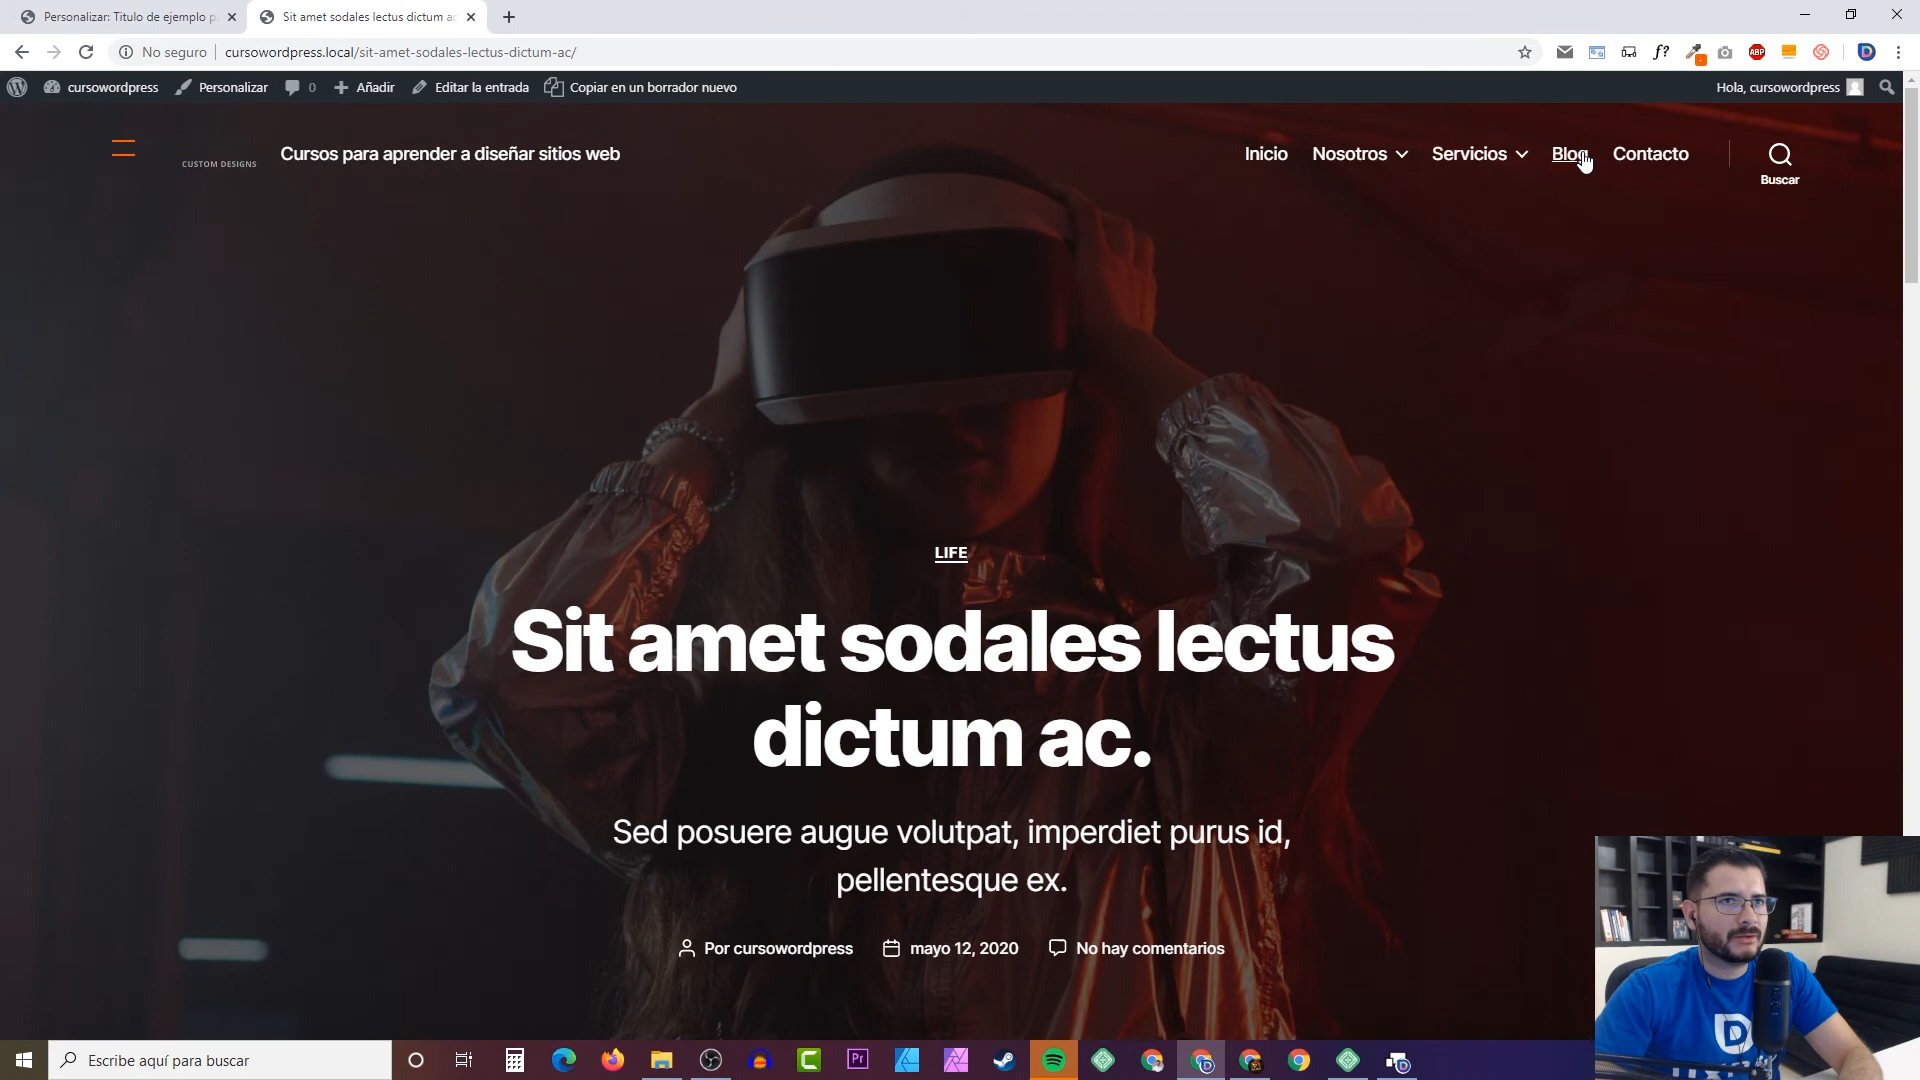 Personalizar: Titulo de ejemplo p
Sit amet sodales lectus dictum ac
No seguro
cursowordpress.local/sit-amet-sodales-lectus-dictum-ac/
f?
ABP
D
cursowordpress
Personalizar
0
Añadir
Editar la entrada
Copiar en un borrador nuevo
Hola, cursowordpress
CUSTOM DESIGNS
Cursos para aprender a diseñar sitios web
Inicio
Nosotros
Servicios
Blog
Contacto
Buscar
LIFE
Sit amet sodales lectus
dictum ac.
Sed posuere augue volutpat, imperdiet purus id,
pellentesque ex.
Por cursowordpress
mayo 12, 2020
No hay comentarios
Escribe aquí para buscar
Pr